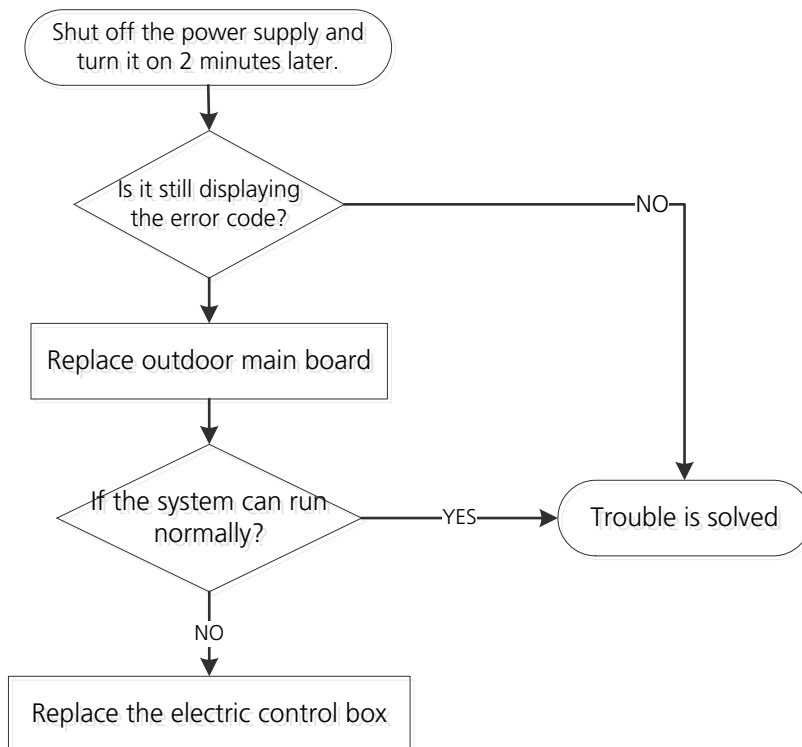 Shut off the power supply and
turn it on 2 minutes later.
Is it still displaying
the error code?
NO
Replace outdoor main board
If the system can run
normally?
YES
Trouble is solved
NO
Replace the electric control box